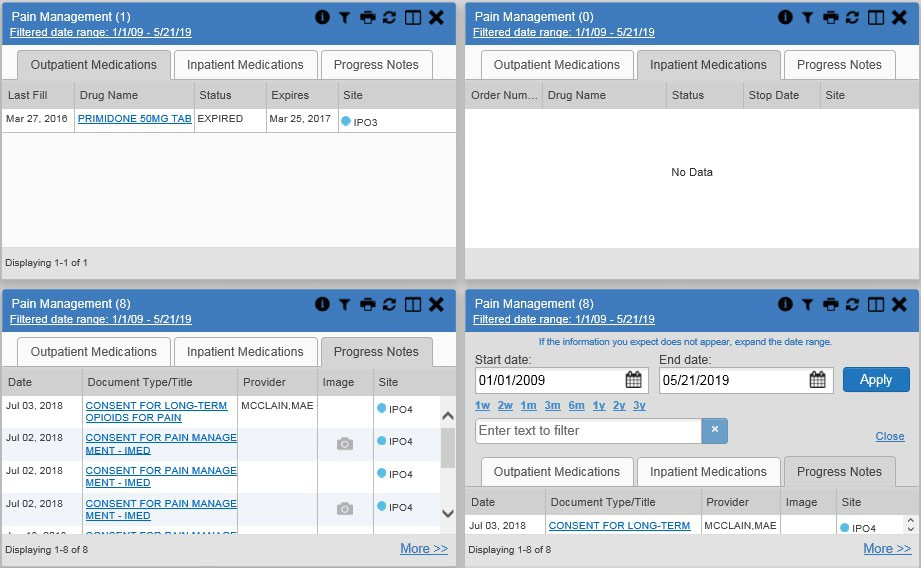 Pain Management (1)
Filtered date range: 1/1/09 - 5/21/19
Outpatient Medications Inpatient Medications Progress Notes
Last Fill Drug Name Status Expires Site
Mar 27, 2016 PRIMIDONE 50MG TAB EXPIRED Mar 25, 2017 IPO3
Displaying 1-1 of 1
Pain Management (0)
Filtered date range: 1/1/09 - 5/21/19
Outpatient Medications Inpatient Medications Progress Notes
Order Num... Drug Name Status Stop Date Site
No Data
Pain Management (8)
Filtered date range: 1/1/09 - 5/21/19
Outpatient Medications Inpatient Medications Progress Notes
Date Document Type/Title Provider Image Site
Jul 03, 2018 CONSENT FOR LONG-TERM MCCLAIN,MAE IPO4
OPIOIDS FOR PAIN
Jul 02, 2018 CONSENT FOR PAIN MANAGE IPO4
MENT - IMED
Jul 02, 2018 CONSENT FOR PAIN MANAGE IPO4
MENT - IMED
Jul 02, 2018 CONSENT FOR PAIN MANAGE IPO4
MENT - IMED
CONSENT FOR PAIN MANAGE
Displaying 1-8 of 8 More >>
Pain Management (8)
Filtered date range: 1/1/09 - 5/21/19
If the information you expect does not appear, expand the date range.
Start date: End date:
01/01/2009 05/21/2019 Apply
1w 2w 1m 3m 6m 1y 2y 3y
Enter text to filter × Close
Outpatient Medications Inpatient Medications Progress Notes
Date Document Type/Title Provider Image Site
Jul 03, 2018 CONSENT FOR LONG-TERM MCCLAIN,MAE IPO4
Displaying 1-8 of 8 More >>